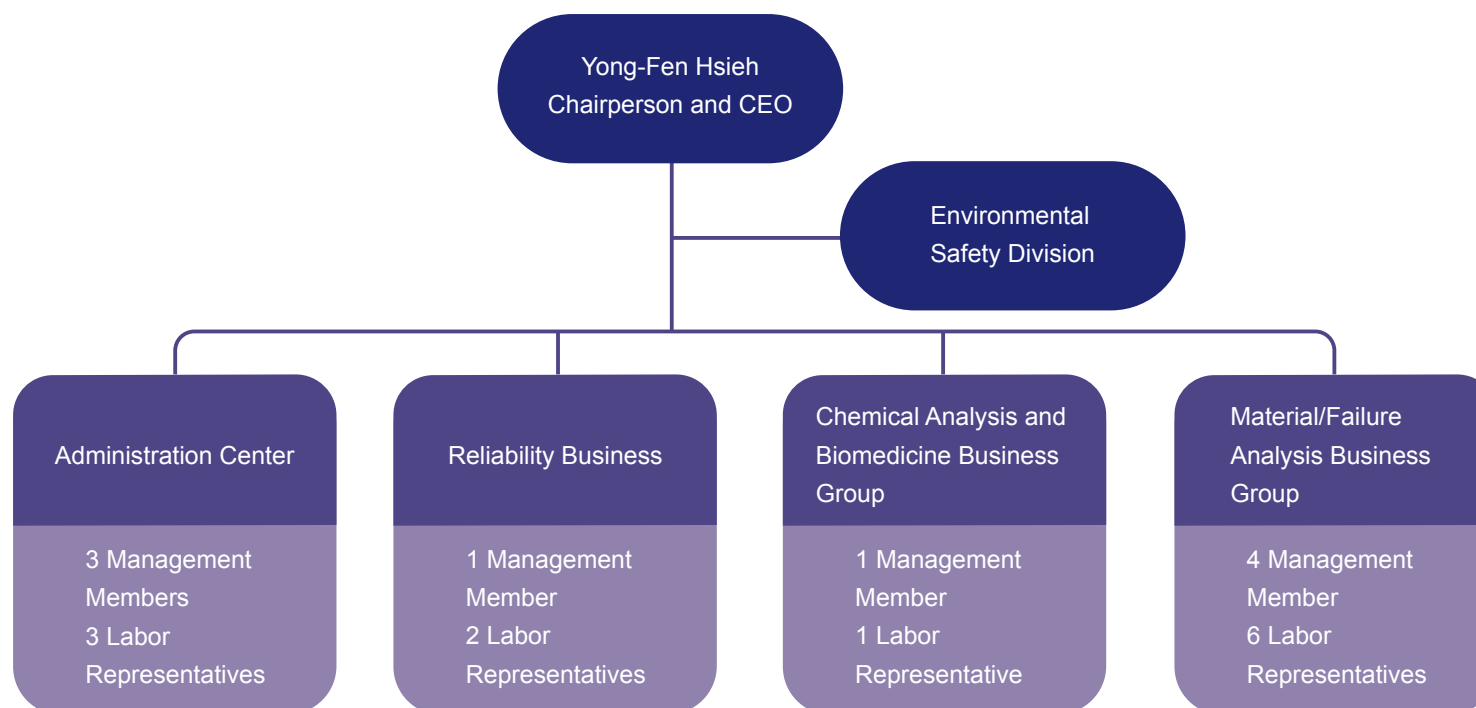 Yong-Fen Hsieh
Chairperson and CEO
Environmental
Safety Division
Administration Center
3 Management
Members
3 Labor
Representatives
Reliability Business
1 Management
Member
2 Labor
Representatives
Chemical Analysis and
Biomedicine Business
Group
1 Management
Member
1 Labor
Representative
Material/Failure
Analysis Business
Group
4 Management
Member
6 Labor
Representatives